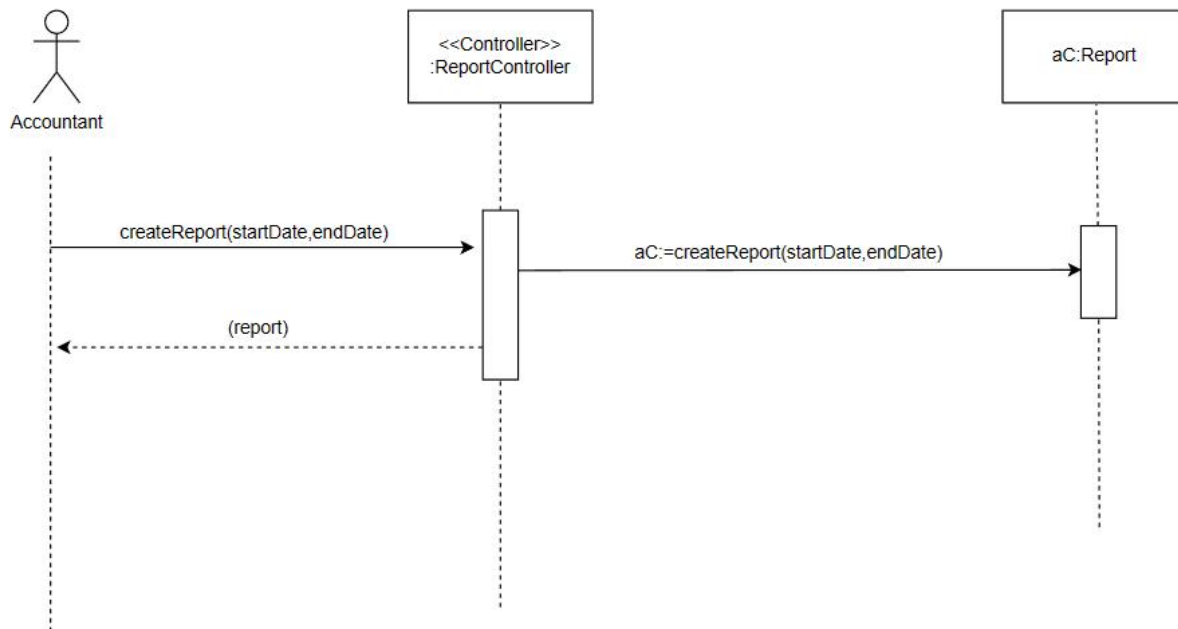 <<Controller>>
:ReportController
aC:Report
Accountant
createReport(startDate,endDate)
aC:=createReport(startDate,endDate)
(report)